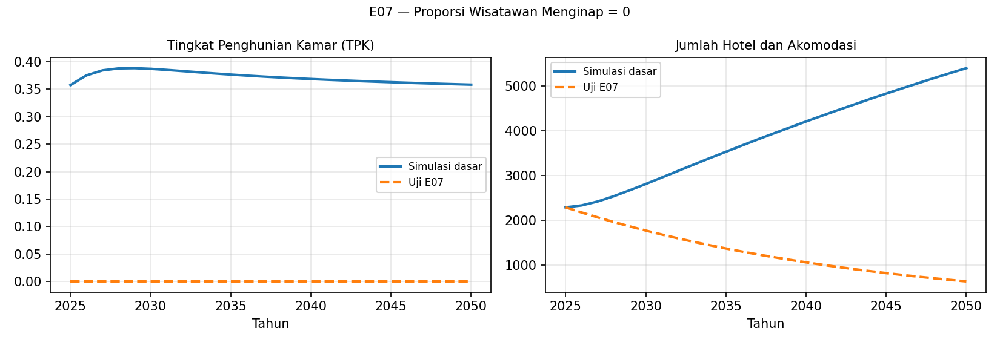 E07 — Proporsi Wisatawan Menginap = 0
Tingkat Penghunian Kamar (TPK)
0.40
0.35
0.30
0.25
0.20
0.15
0.10
0.05
0.00
Simulasi dasar
Uji E07
2025
2030
2035
2040
2045
2050
Tahun
Jumlah Hotel dan Akomodasi
Simulasi dasar
Uji E07
5000
4000
3000
2000
1000
2025
2030
2035
2040
2045
2050
Tahun